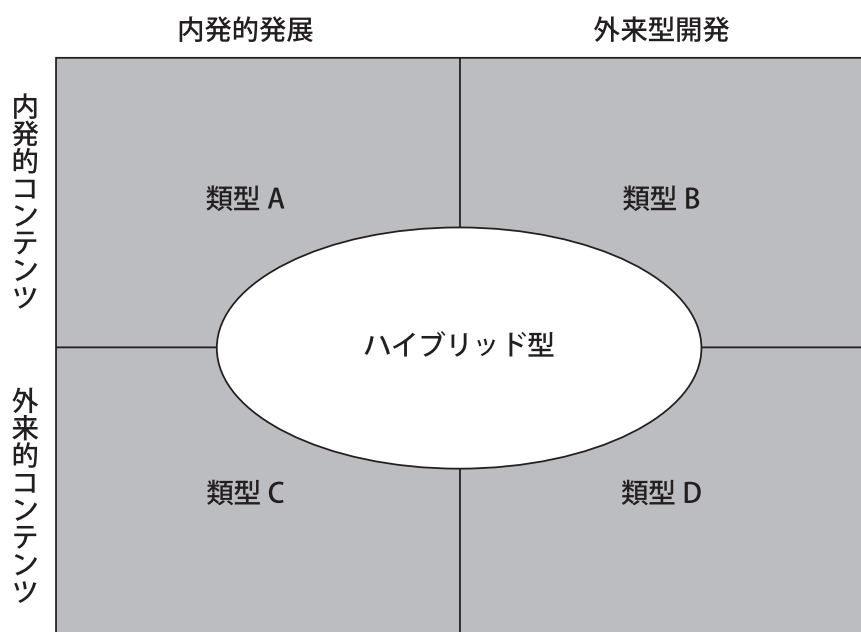 内発的発展
外来型開発
内発的コンテンツ
類型 A
類型 B
ハイブリッド型
外来的コンテンツ
類型 C
類型 D